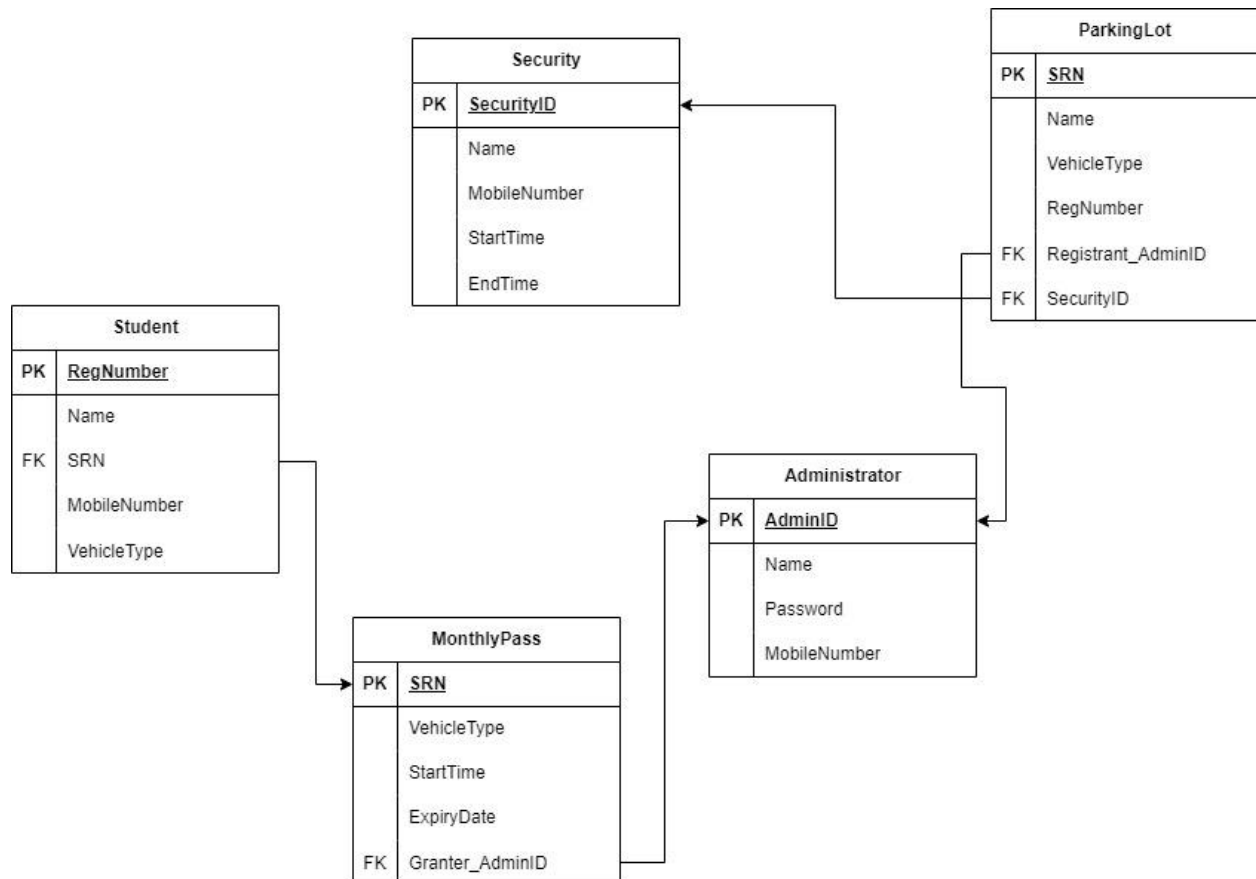 ParkingLot
PK SRN
Name
VehicleType
RegNumber
FK Registrant_AdminID
FK SecurityID
Security
PK SecurityID
Name
MobileNumber
StartTime
EndTime
Student
PK RegNumber
Name
FK SRN
MobileNumber
VehicleType
Administrator
PK AdminID
Name
Password
MobileNumber
MonthlyPass
PK SRN
VehicleType
StartTime
ExpiryDate
FK Granter_AdminID